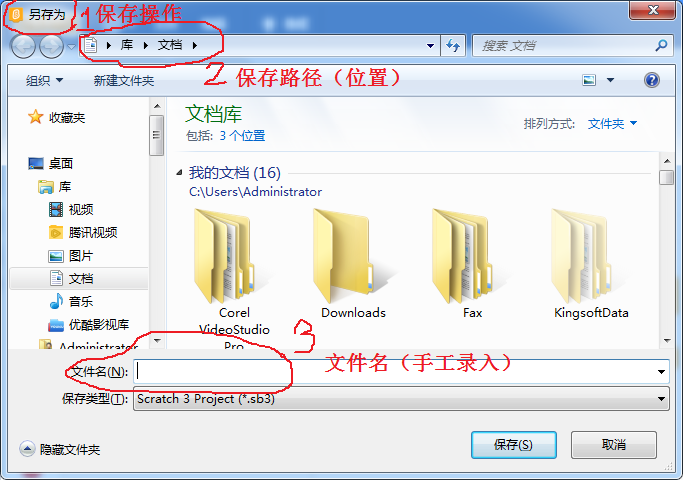 另存为 1 保存操作
库 文档 搜索 文档
2 保存路径（位置）
组织 新建文件夹
收藏夹
桌面
库
视频
腾讯视频
图片
文档
音乐
优酷影视库
Administrator
文档库
包括: 3 个位置
排列方式: 文件夹
我的文档 (16)
C:\Users\Administrator
Corel VideoStudio Pro
Downloads
Fax
KingsoftData
3 文件名（手工录入）
文件名(N):
保存类型(T): Scratch 3 Project (*.sb3)
隐藏文件夹 保存(S) 取消